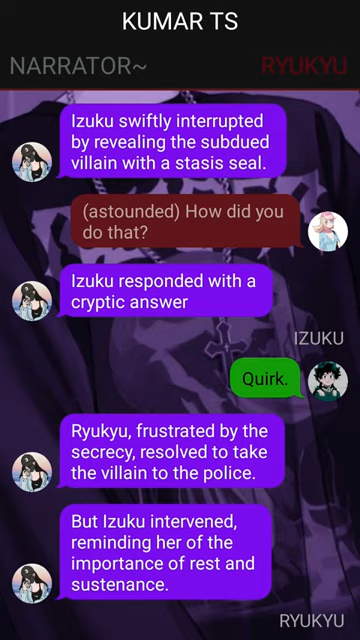 KUMAR TS
NARRATOR~
RYUKYU
Izuku swiftly interrupted
by revealing the subdued
villain with a stasis seal.
(astounded) How did you
do that?
Izuku responded with a
cryptic answer
IZUKU
Quirk.
Ryukyu, frustrated by the
secrecy, resolved to take
the villain to the police.
But Izuku intervened,
reminding her of the
importance of rest and
sustenance.
RYUKYU